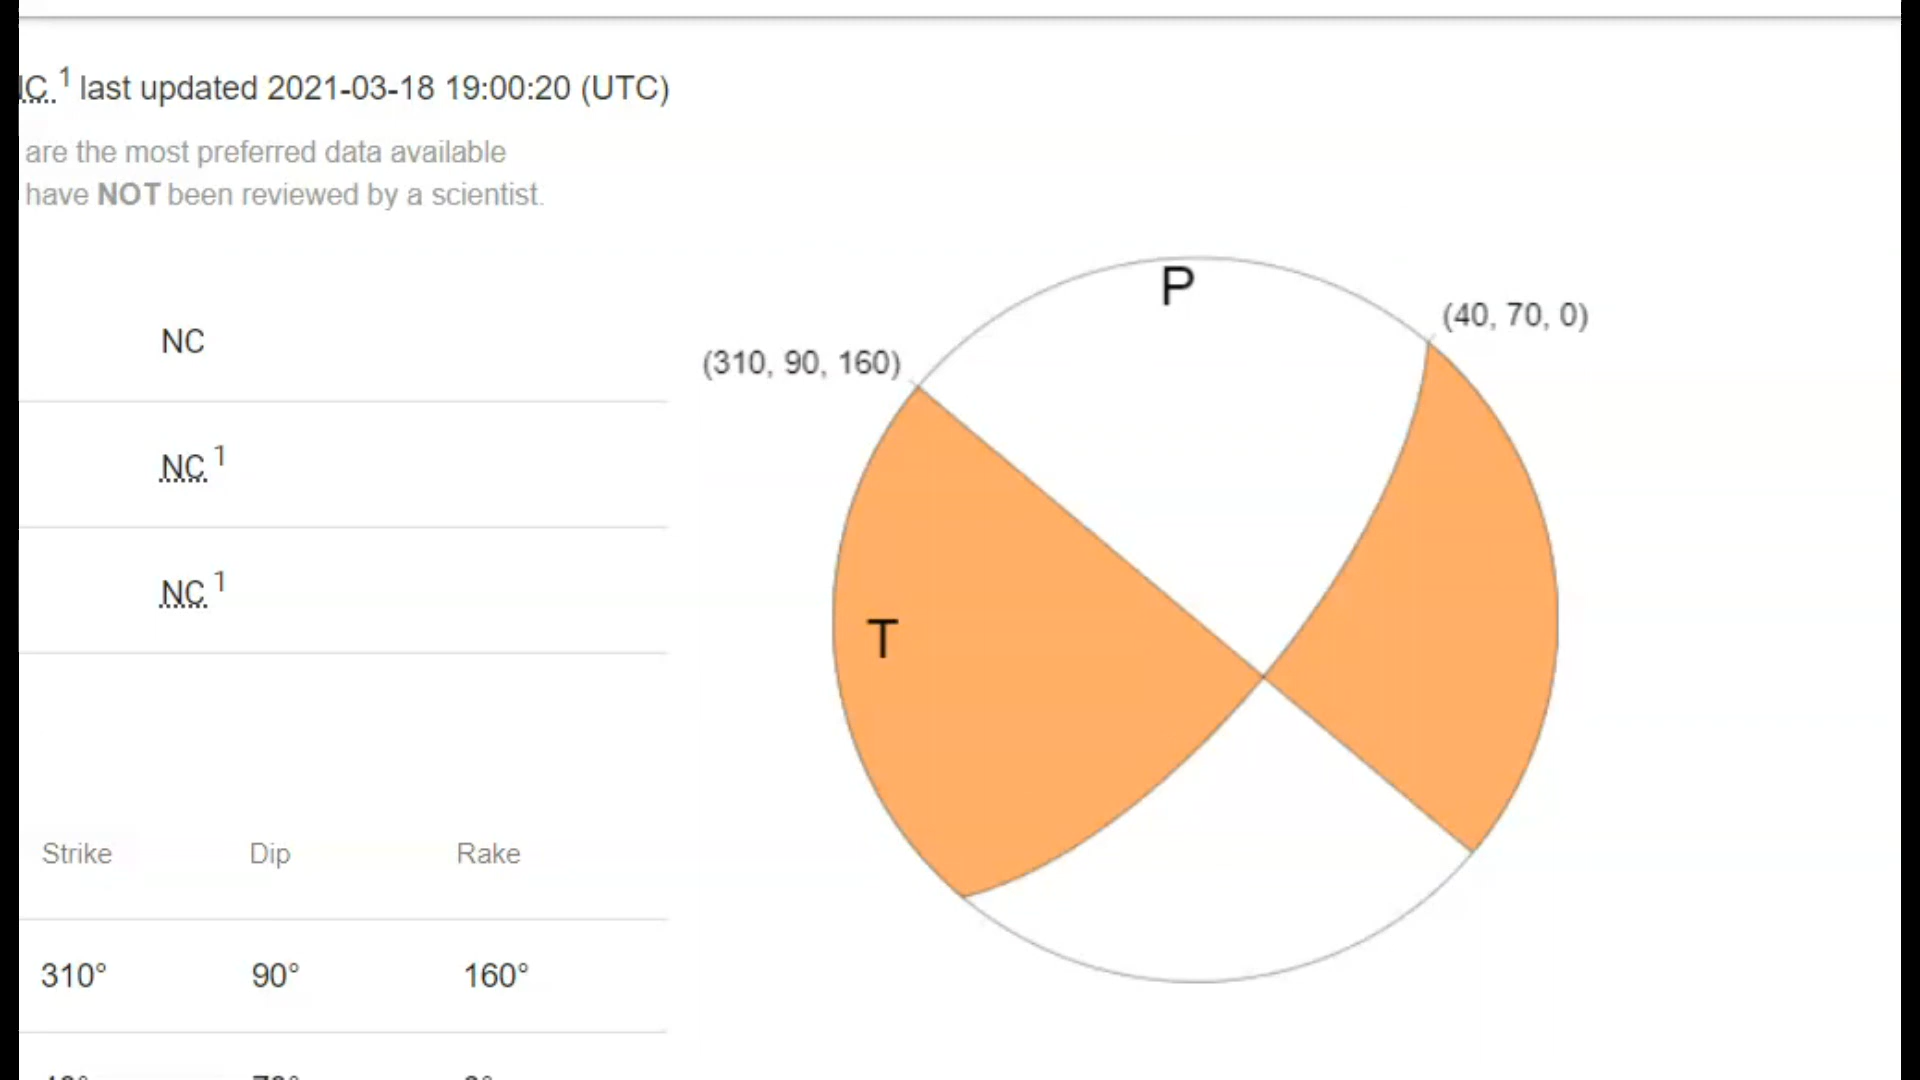 C. 1 last updated 2021-03-18 19:00:20 (UTC)
are the most preferred data available
have NOT been reviewed by a scientist.
P
(40, 70, 0)
NC
(310, 90, 160)
NC 1
NC 1
T
Strike Dip Rake
310° 90° 160°